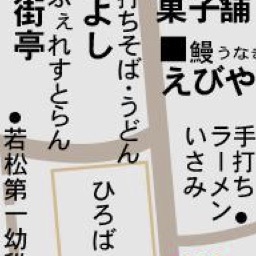 菓子舗
■鰻 うなぎ
えびや
手打ち
ラーメン
いさみ
打ちそば・うどん
よし
ふぇれすとらん
街亭
ひろば
●若松第一幼稚